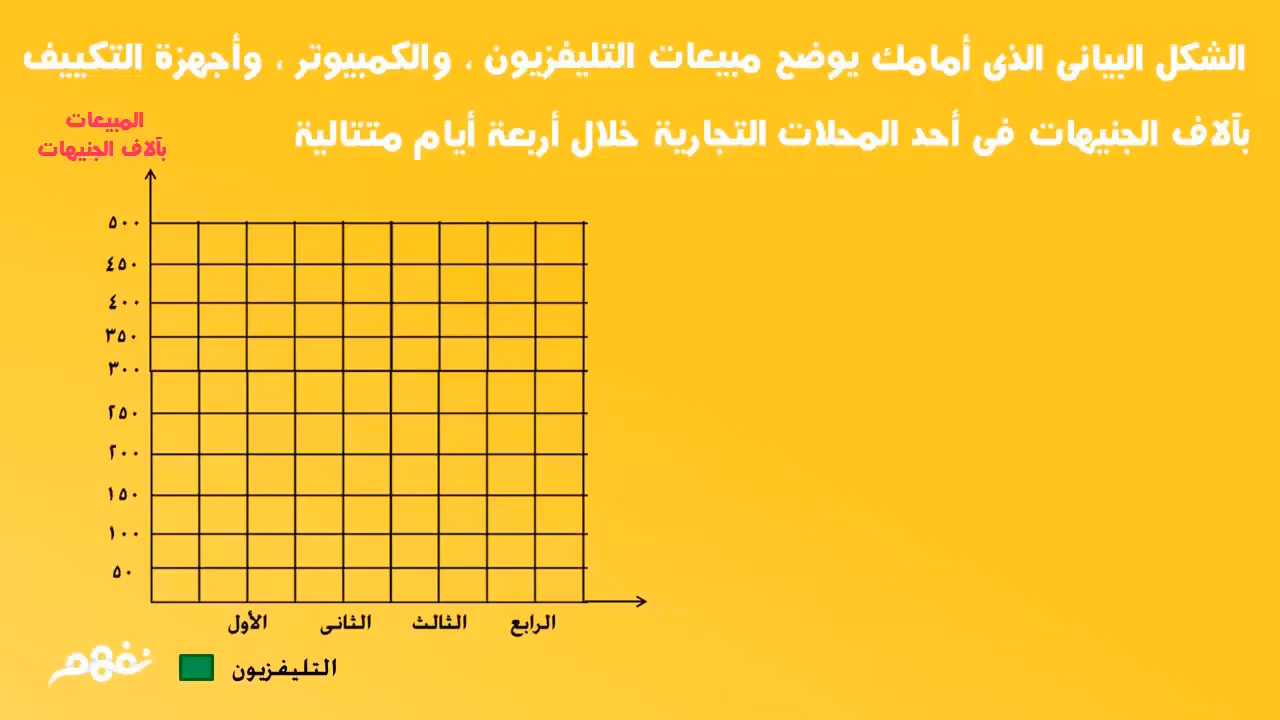 الشكل البيانى الذى أمامك يوضح مبيعات التليفزيون ، والكمبيوتر ، وأجهزة التكييف
بآلاف الجنيهات فى أحد المحلات التجارية خلال أربعة أيام متتالية
المبيعات
بآلاف الجنيهات
٥٠٠
٤٥٠
٤٠٠
٣٥٠
٣٠٠
٢٥٠
٢٠٠
١٥٠
١٠٠
٥٠
الأول الثانى الثالث الرابع
التليفزيون
نفهم